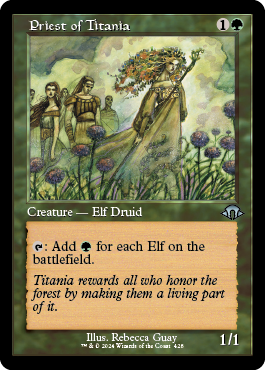 Priest of Titania 1
Creature — Elf Druid
: Add for each Elf on the
battlefield.
Titania rewards all who honor the
forest by making them a living part
of it.
Illus. Rebecca Guay
1/1
™ & © 2024 Wizards of the Coast 426